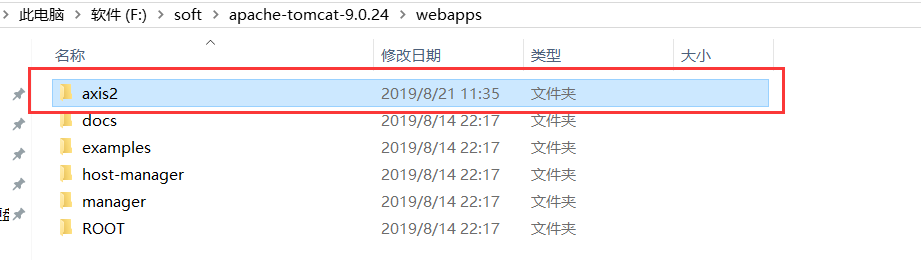 此电脑 > 软件 (F:) > soft > apache-tomcat-9.0.24 > webapps
名称 修改日期 类型 大小
axis2 2019/8/21 11:35 文件夹
docs 2019/8/14 22:17 文件夹
examples 2019/8/14 22:17 文件夹
host-manager 2019/8/14 22:17 文件夹
manager 2019/8/14 22:17 文件夹
ROOT 2019/8/14 22:17 文件夹